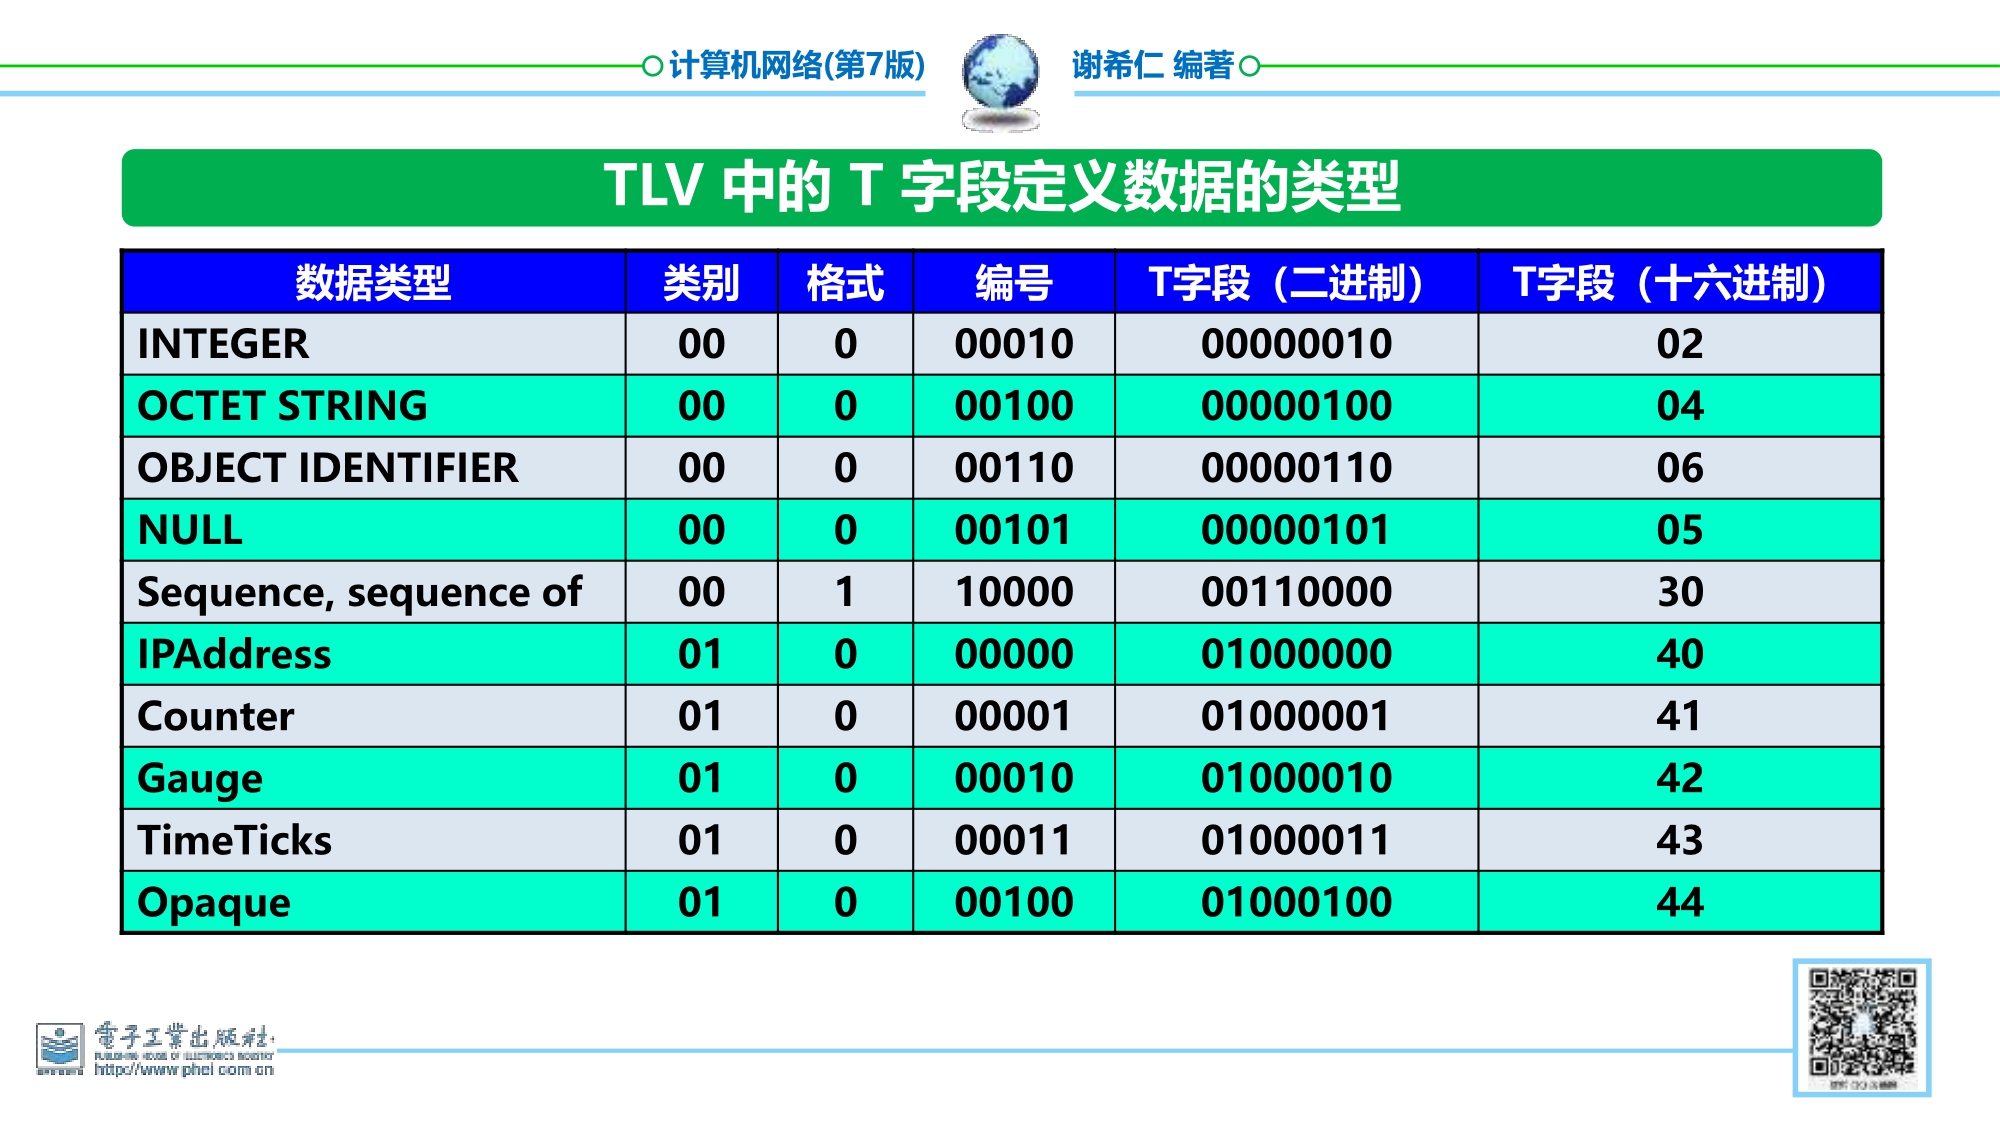 计算机网络(第7版) 谢希仁 编著
TLV 中的 T 字段定义数据的类型
数据类型 类别 格式 编号 T字段（二进制） T字段（十六进制）
INTEGER 00 0 00010 00000010 02
OCTET STRING 00 0 00100 00000100 04
OBJECT IDENTIFIER 00 0 00110 00000110 06
NULL 00 0 00101 00000101 05
Sequence, sequence of 00 1 10000 00110000 30
IPAddress 01 0 00000 01000000 40
Counter 01 0 00001 01000001 41
Gauge 01 0 00010 01000010 42
TimeTicks 01 0 00011 01000011 43
Opaque 01 0 00100 01000100 44
電子工業出版社
PUBLISHING HOUSE OF ELECTRONICS INDUSTRY
http://www.phei.com.cn